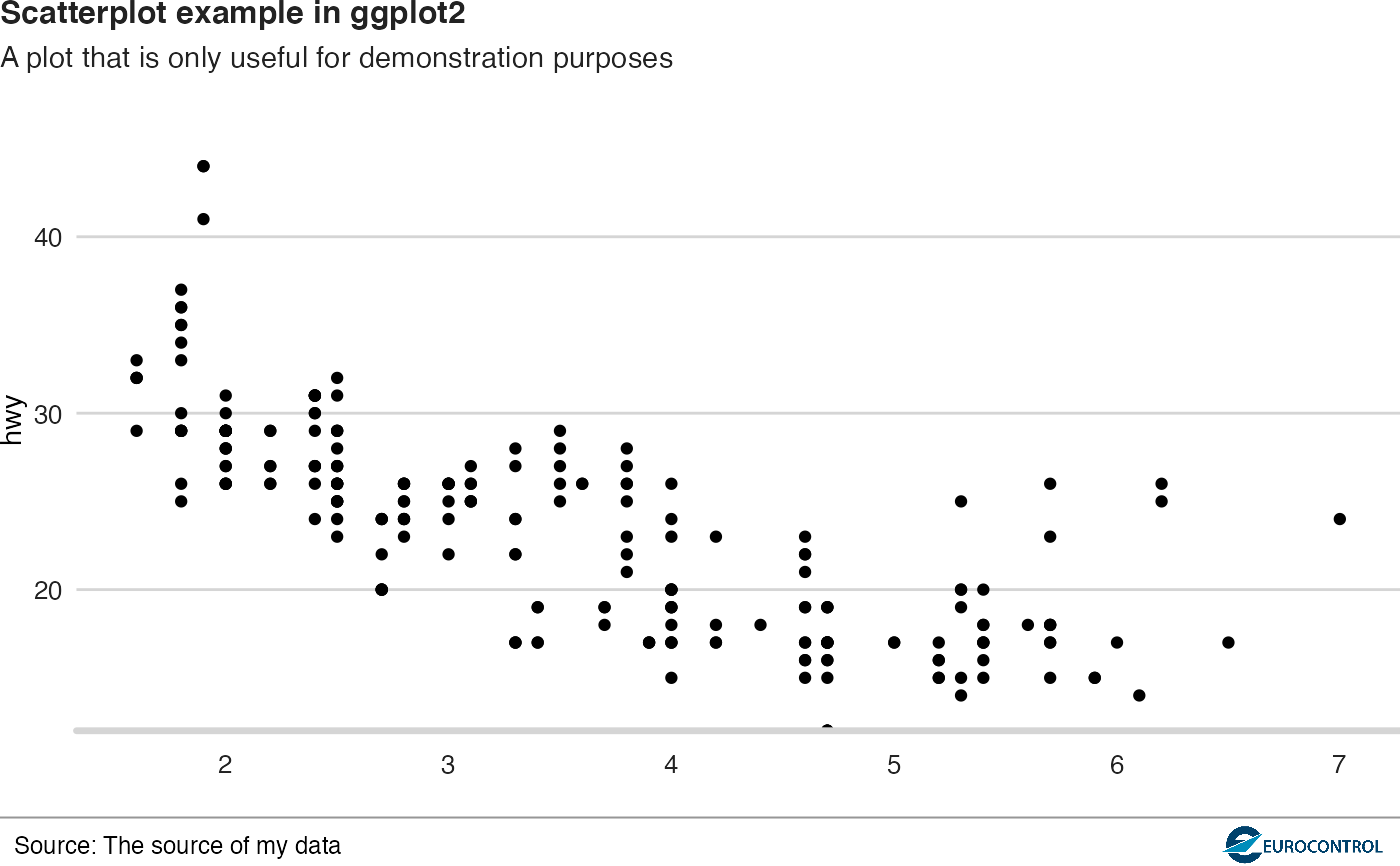 Scatterplot example in ggplot2
A plot that is only useful for demonstration purposes
40
30
hwy
20
2 3 4 5 6 7
Source: The source of my data
EUROCONTROL